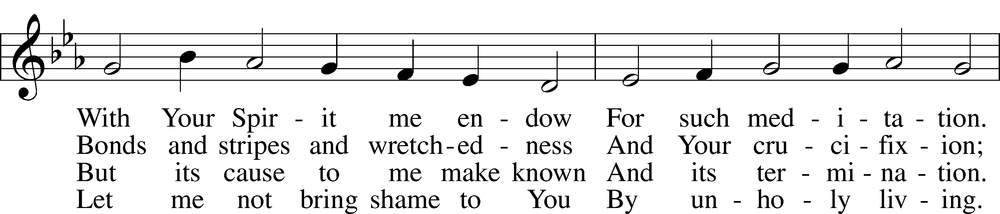 With Your Spir - it me en - dow For such med - i - ta - tion.
Bonds and stripes and wretch - ed - ness And Your cru - ci - fix - ion;
But its cause to me make known And its ter - mi - na - tion.
Let me not bring shame to You By un - ho - ly liv - ing.